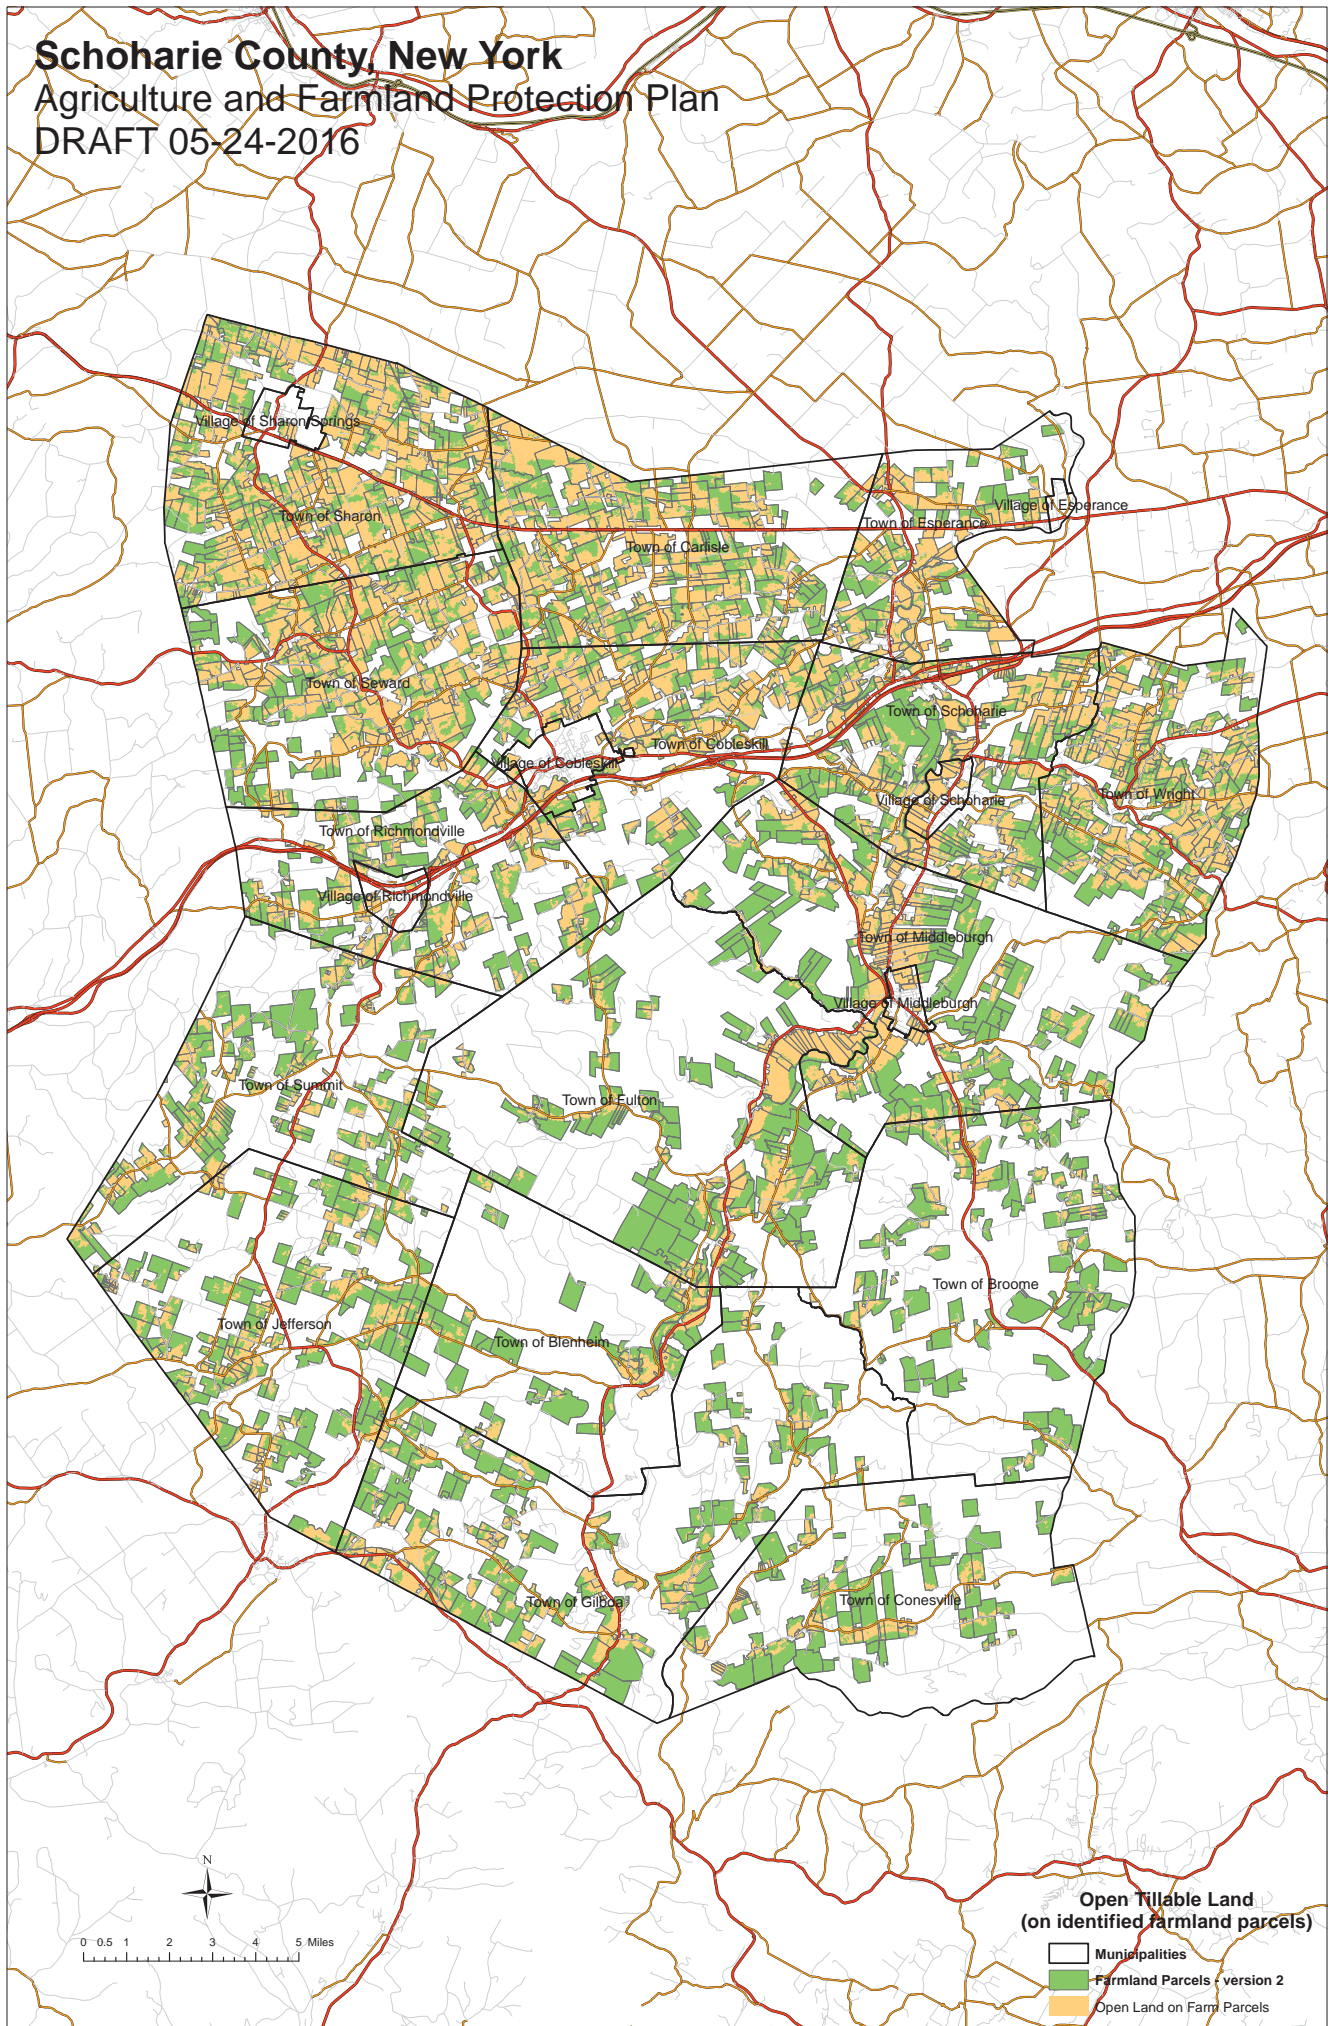 Schoharie County, New York
Agriculture and Farmland Protection Plan
DRAFT 05-24-2016
Village of Sharon Springs
Village of Esperance
Town of Sharon
Town of Esperance
Town of Carlisle
Town of Seward
Town of Schoharie
Town of Cobleskill
Village of Cobleskill
Town of Wright
Village of Schoharie
Town of Richmondville
Village of Richmondville
Town of Middleburgh
Village of Middleburgh
Town of Summit
Town of Fulton
Town of Broome
Town of Jefferson
Town of Blenheim
Town of Gilboa
Town of Conesville
N
0 0.5 1 2 3 4 5 Miles
Open Tillable Land
(on identified farmland parcels)
Municipalities
Farmland Parcels - version 2
Open Land on Farm Parcels